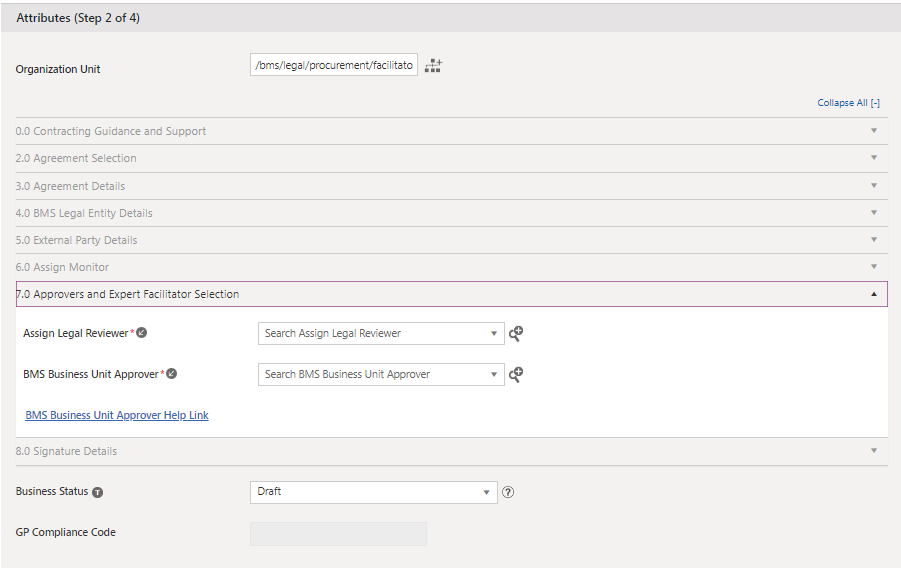 Attributes (Step 2 of 4)
Organization Unit
/bms/legal/procurement/facilitato
Collapse All [-]
0.0 Contracting Guidance and Support
2.0 Agreement Selection
3.0 Agreement Details
4.0 BMS Legal Entity Details
5.0 External Party Details
6.0 Assign Monitor
7.0 Approvers and Expert Facilitator Selection
Assign Legal Reviewer*
Search Assign Legal Reviewer
BMS Business Unit Approver*
Search BMS Business Unit Approver
BMS Business Unit Approver Help Link
8.0 Signature Details
Business Status T
Draft
?
GP Compliance Code